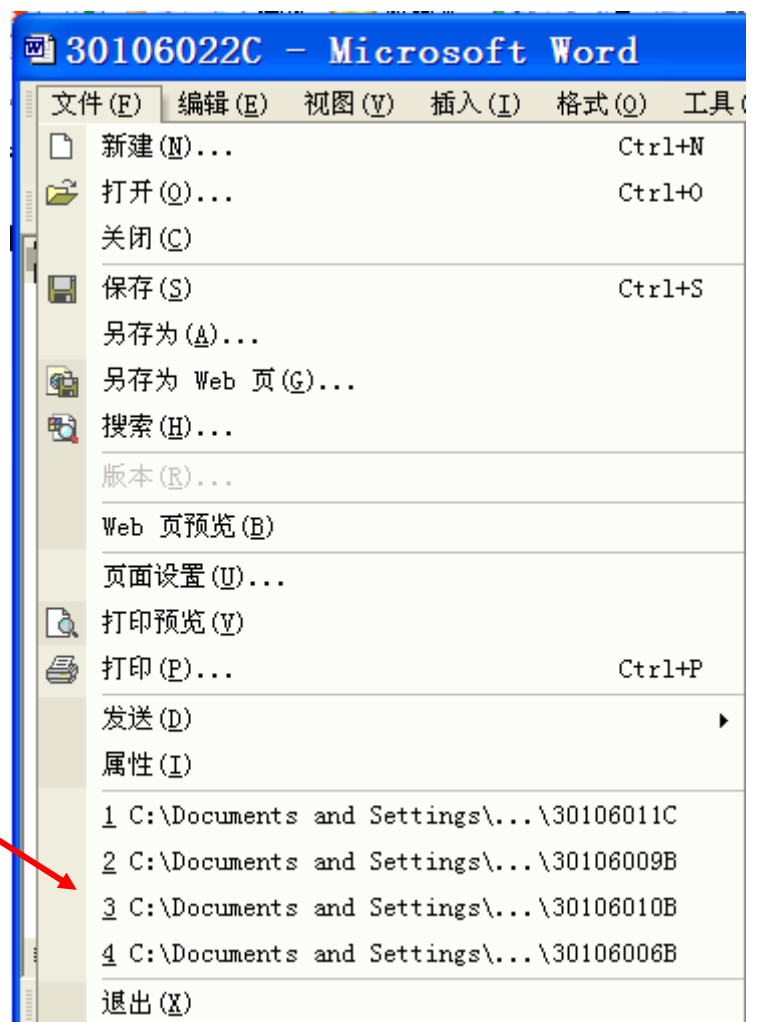 30106022C - Microsoft Word
文件(F) 编辑(E) 视图(V) 插入(I) 格式(O) 工具(
新建(N)... Ctrl+N
打开(O)... Ctrl+O
关闭(C)
保存(S) Ctrl+S
另存为(A)...
另存为 Web 页(G)...
搜索(H)...
版本(R)...
Web 页预览(B)
页面设置(U)...
打印预览(V)
打印(P)... Ctrl+P
发送(D)
属性(I)
1 C:\Documents and Settings\...\30106011C
2 C:\Documents and Settings\...\30106009B
3 C:\Documents and Settings\...\30106010B
4 C:\Documents and Settings\...\30106006B
退出(X)